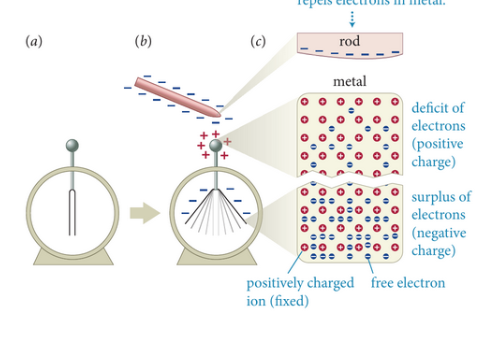 repels electrons in metal.
(a)
(b)
(c)
rod
metal
deficit of
electrons
(positive
charge)
surplus of
electrons
(negative
charge)
positively charged
ion (fixed)
free electron